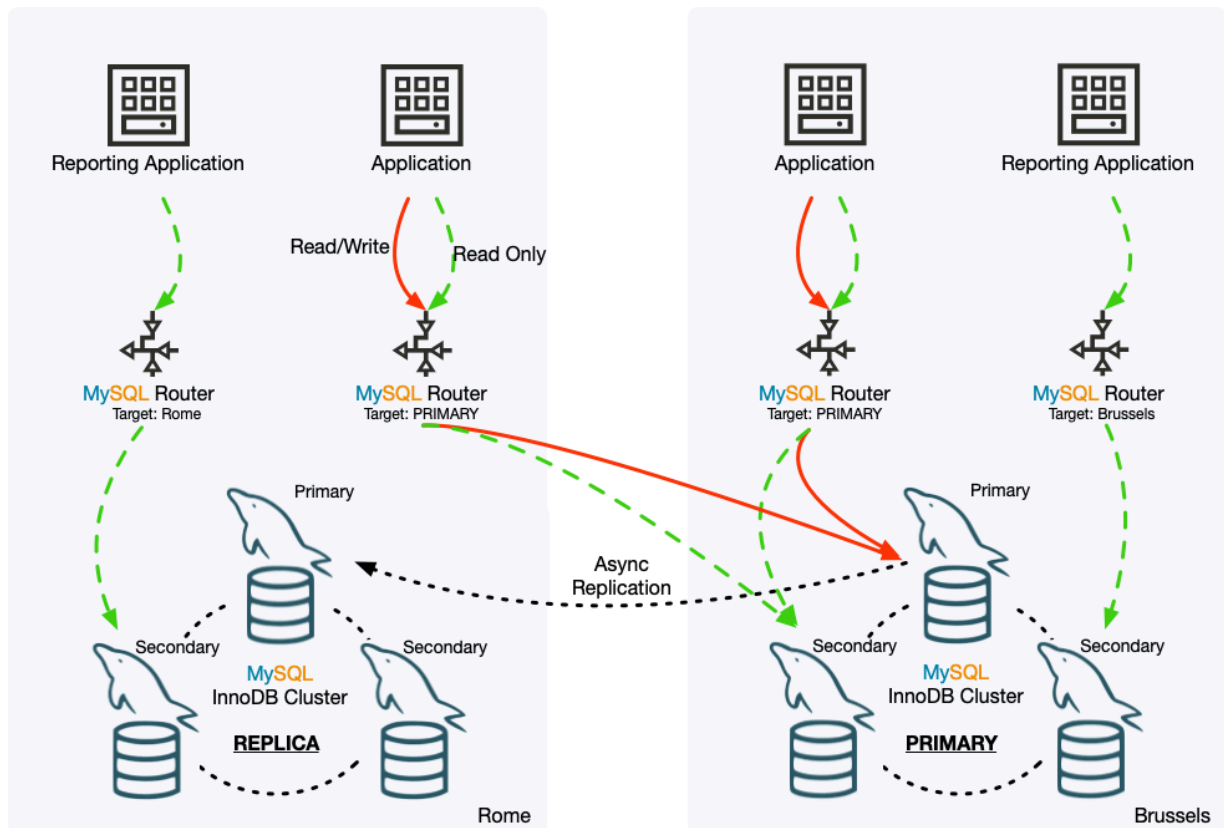 Reporting Application
Application
Application
Reporting Application
Read/Write
Read Only
MySQL Router
Target: Rome
MySQL Router
Target: PRIMARY
MySQL Router
Target: PRIMARY
MySQL Router
Target: Brussels
Primary
Primary
Async
Replication
Secondary
Secondary
MySQL
InnoDB Cluster
REPLICA
Secondary
Secondary
MySQL
InnoDB Cluster
PRIMARY
Rome
Brussels